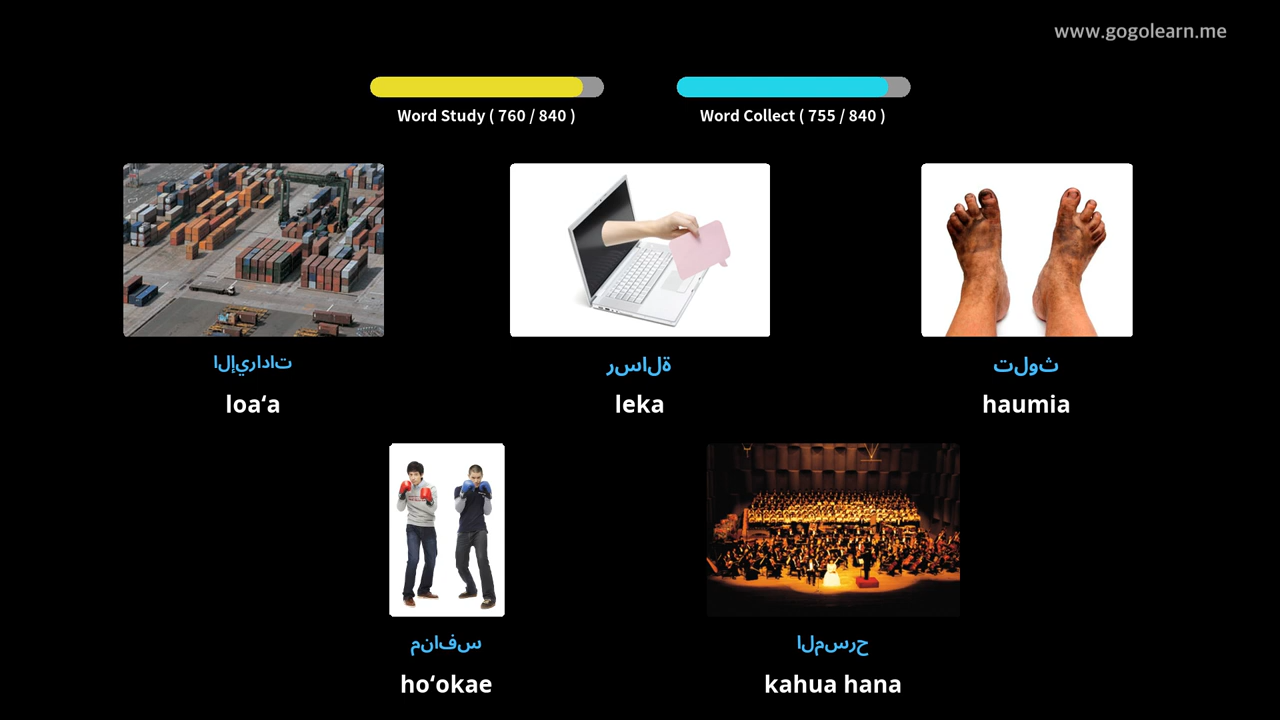 www.gogolearn.me
Word Study ( 760 / 840 )
Word Collect ( 755 / 840 )
الإيرادات
loaʻa
رسالة
leka
تلوث
haumia
منافس
hoʻokae
المسرح
kahua hana